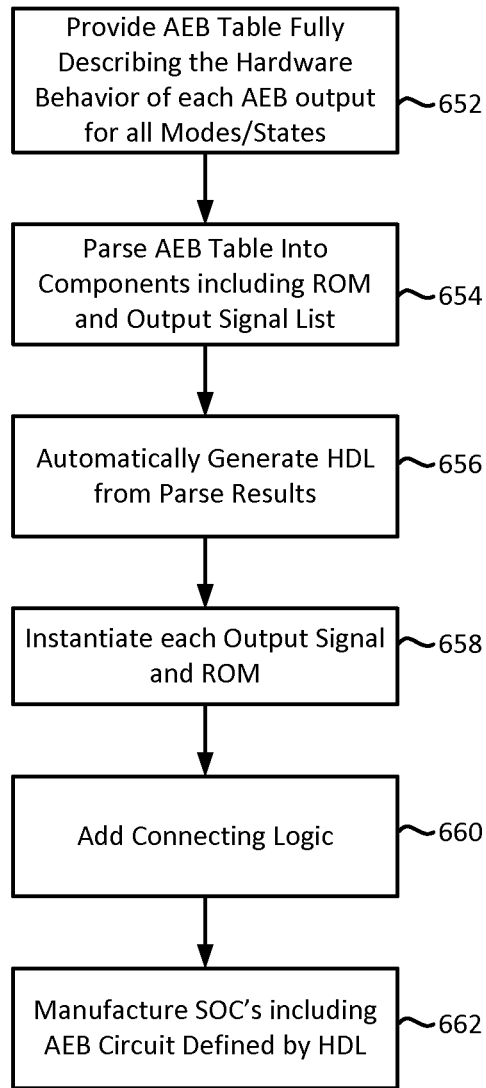 Provide AEB Table Fully
Describing the Hardware
Behavior of each AEB output
for all Modes/States
652
Parse AEB Table Into
Components including ROM
and Output Signal List
654
Automatically Generate HDL
from Parse Results
656
Instantiate each Output Signal
and ROM
658
Add Connecting Logic
660
Manufacture SOC's including
AEB Circuit Defined by HDL
662